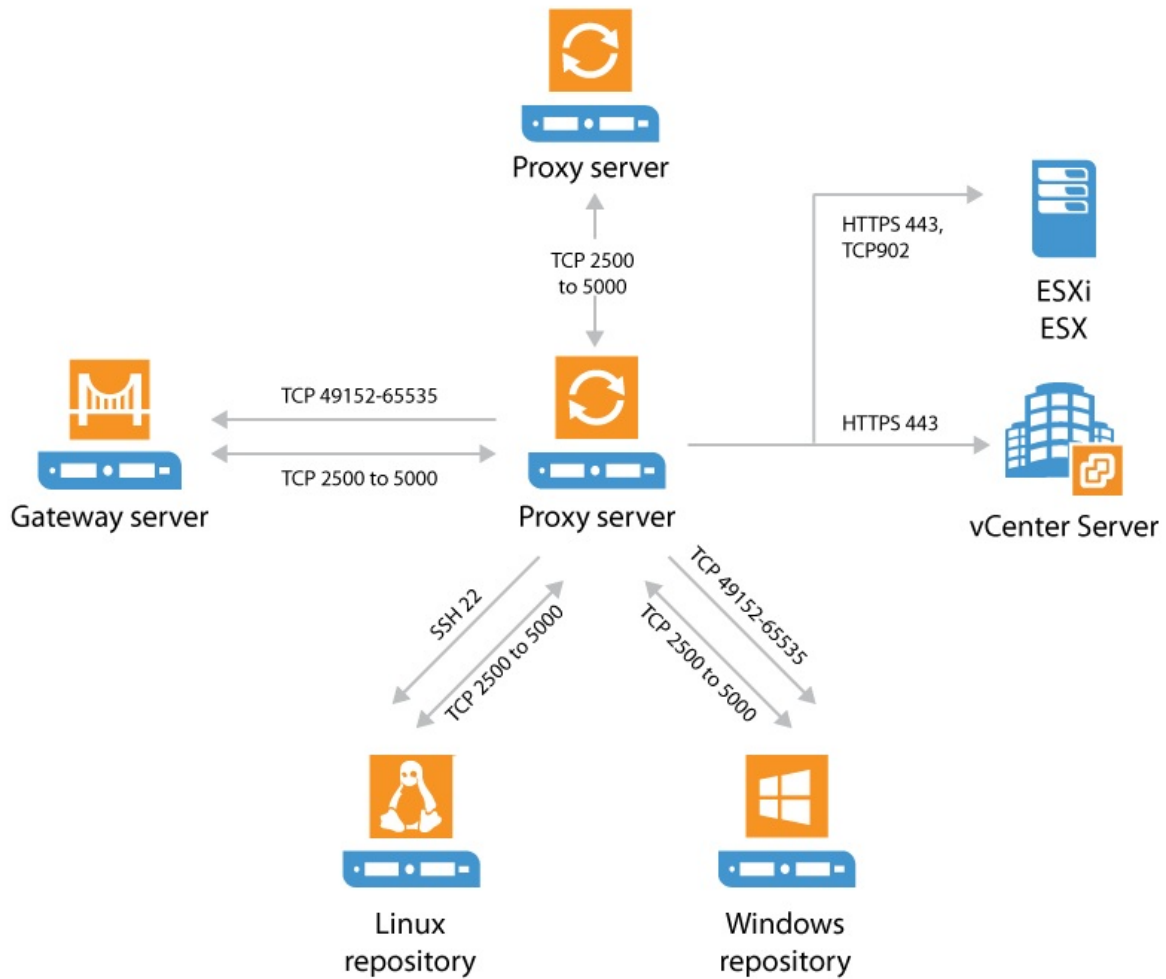 Proxy server
HTTPS 443,
TCP902
TCP 2500
to 5000
ESXi
ESX
TCP 49152-65535
HTTPS 443
TCP 2500 to 5000
Gateway server
Proxy server
vCenter Server
SSH 22
TCP 2500 to 5000
TCP 49152-65535
TCP 2500 to 5000
Linux
repository
Windows
repository